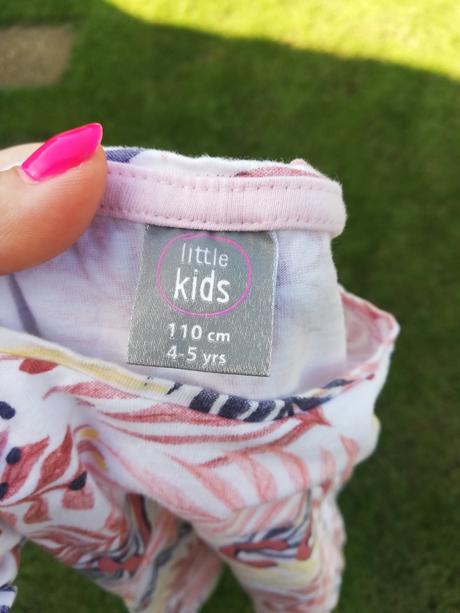 little
kids
110 cm
4-5 yrs